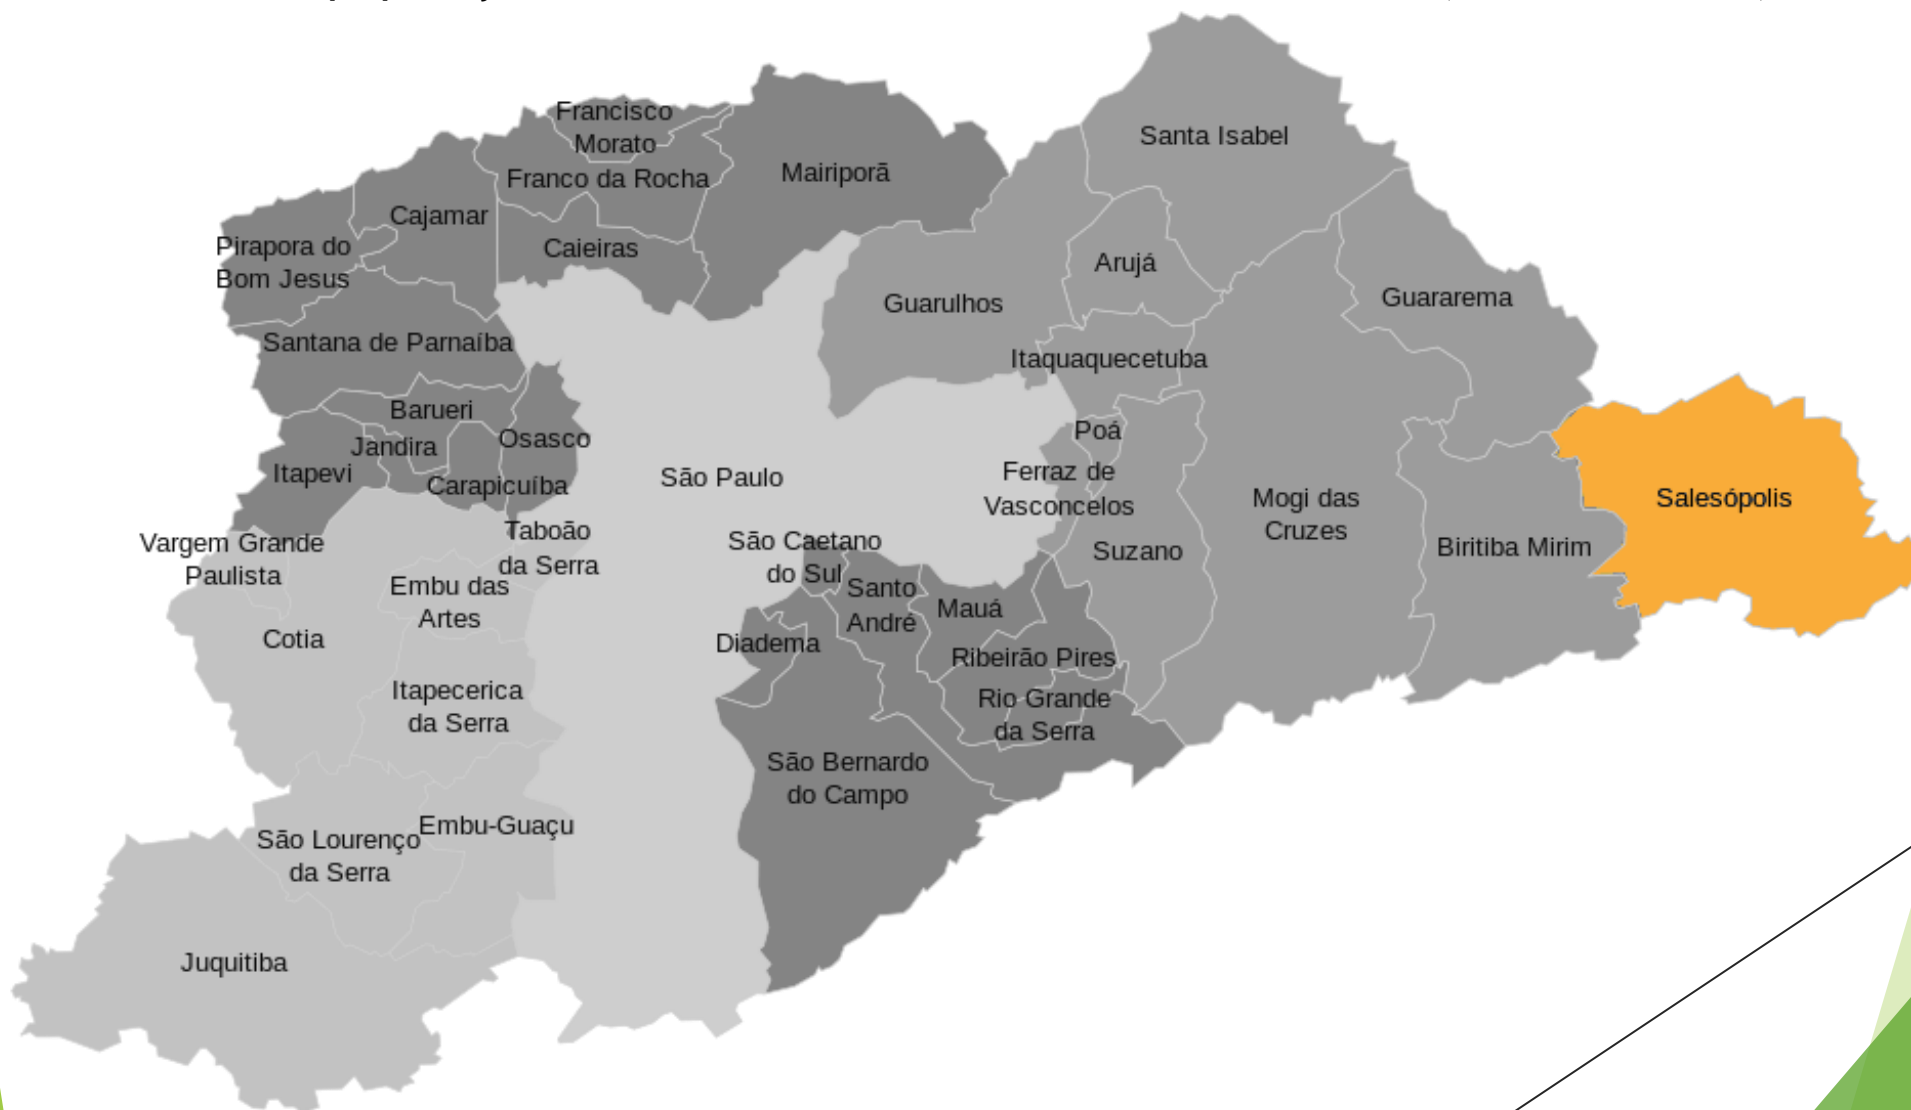 Francisco
Morato
Santa Isabel
Mairiporã
Franco da Rocha
Cajamar
Pirapora do
Bom Jesus
Caieiras
Arujá
Guarulhos
Guararema
Santana de Parnaíba
Itaquaquecetuba
Barueri
Jandira
Osasco
Poá
Itapevi
Carapicuíba
São Paulo
Ferraz de
Vasconcelos
Mogi das
Cruzes
Salesópolis
Vargem Grande
Paulista
Taboão
da Serra
São Caetano
do Sul
Suzano
Biritiba Mirim
Embu das
Artes
Santo
André
Mauá
Cotia
Diadema
Ribeirão Pires
Itapecerica
da Serra
Rio Grande
da Serra
São Bernardo
do Campo
São Lourenço
da Serra
Embu-Guaçu
Juquitiba